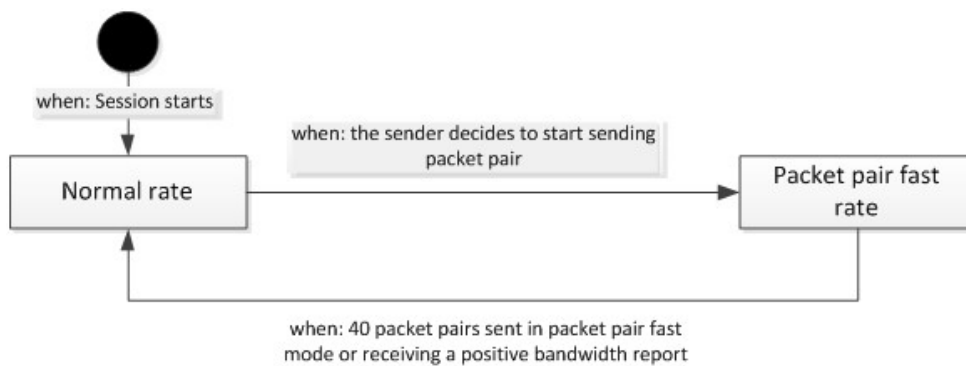 when: Session starts
when: the sender decides to start sending
packet pair
Normal rate
Packet pair fast
rate
when: 40 packet pairs sent in packet pair fast
mode or receiving a positive bandwidth report